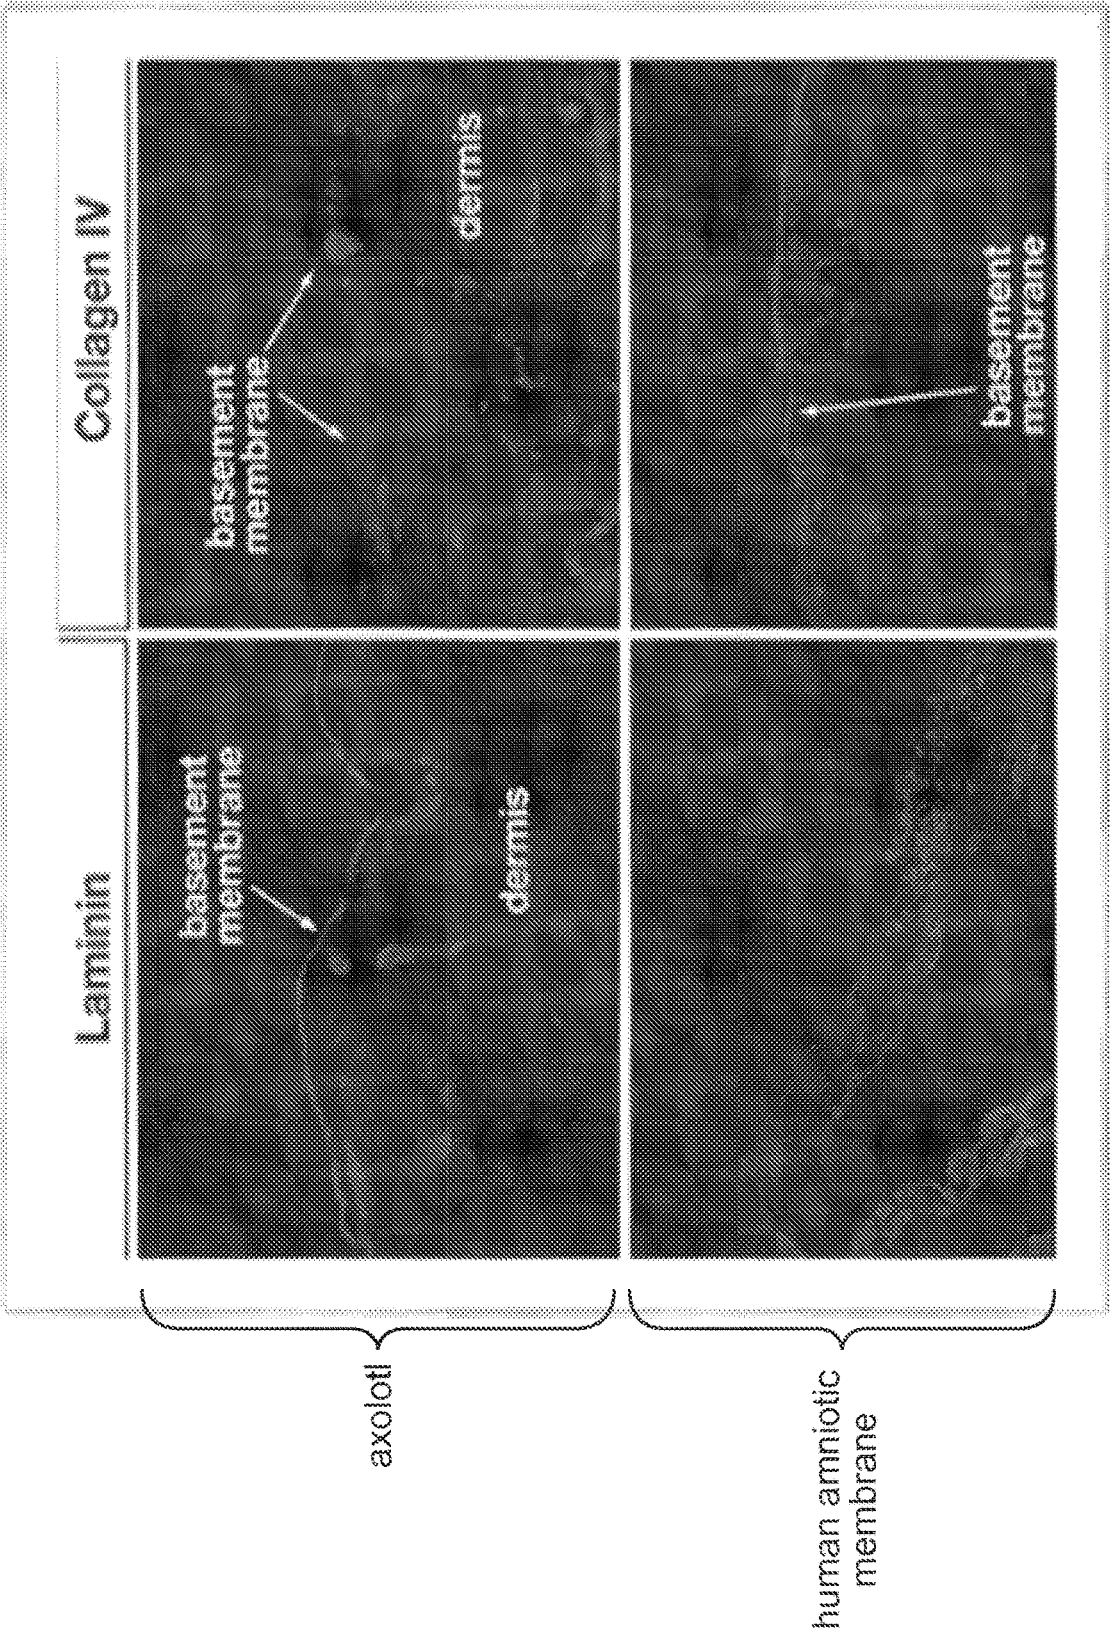 Laminin
Collagen IV
axolotl
basement
membrane
dermis
basement
membrane
dermis
human amniotic
membrane
basement
membrane